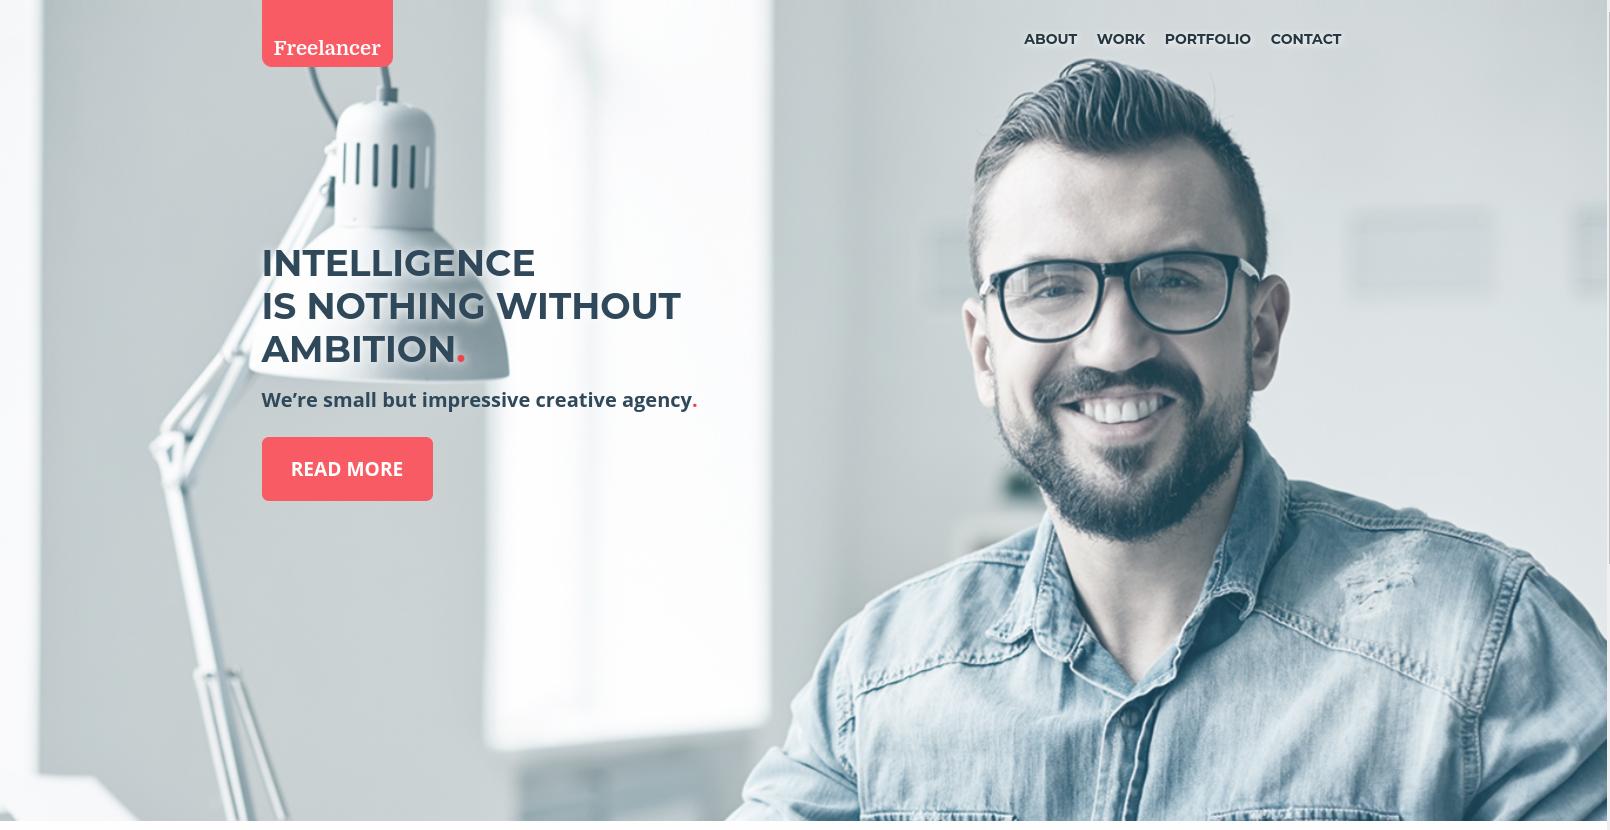 Freelancer
ABOUT WORK PORTFOLIO CONTACT
INTELLIGENCE
IS NOTHING WITHOUT
AMBITION.
We’re small but impressive creative agency.
READ MORE